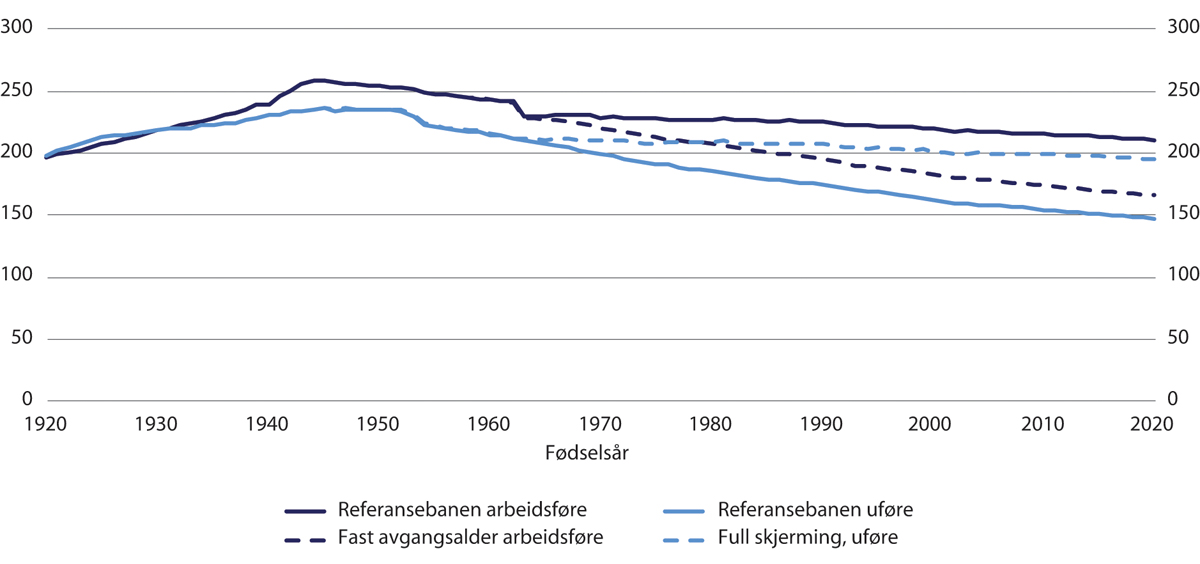 300 300
250 250
200 200
150 150
100 100
50 50
0 0
1920 1930 1940 1950 1960 1970 1980 1990 2000 2010 2020
Fødselsår
Referansebanen arbeidsføre Referansebanen uføre
Fast avgangsalder arbeidsføre Full skjerming, uføre